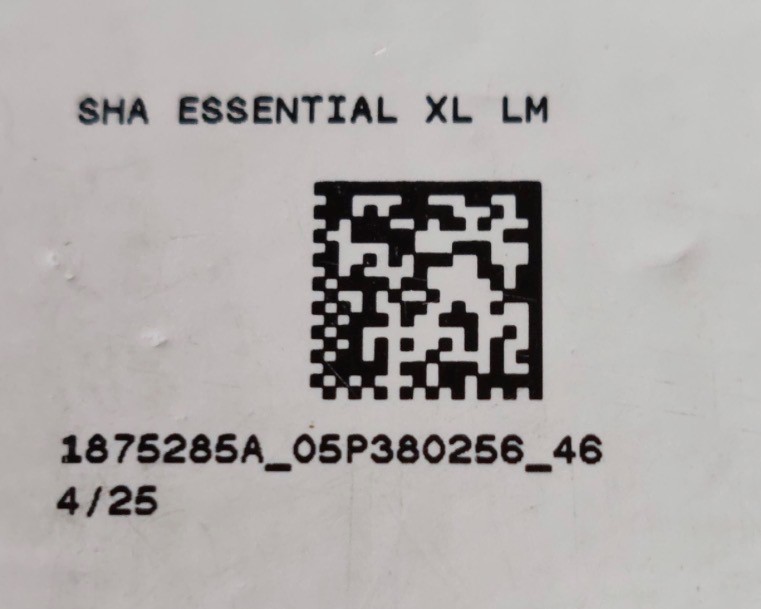 SHA ESSENTIAL XL LM
1875285A_05P380256_46
4/25